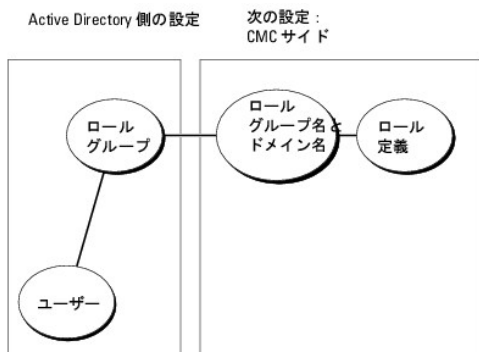 Active Directory 側の設定
次の設定：
CMC サイド
ロール
グループ
ロール
グループ名と
ドメイン名
ロール
定義
ユーザー